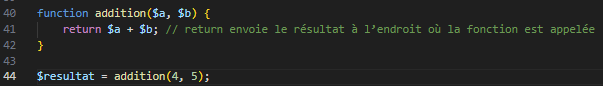 40 function addition($a, $b) {
41     return $a + $b; // return envoie le résultat à l’endroit où la fonction est appelée
42 }
43
44 $resultat = addition(4, 5);